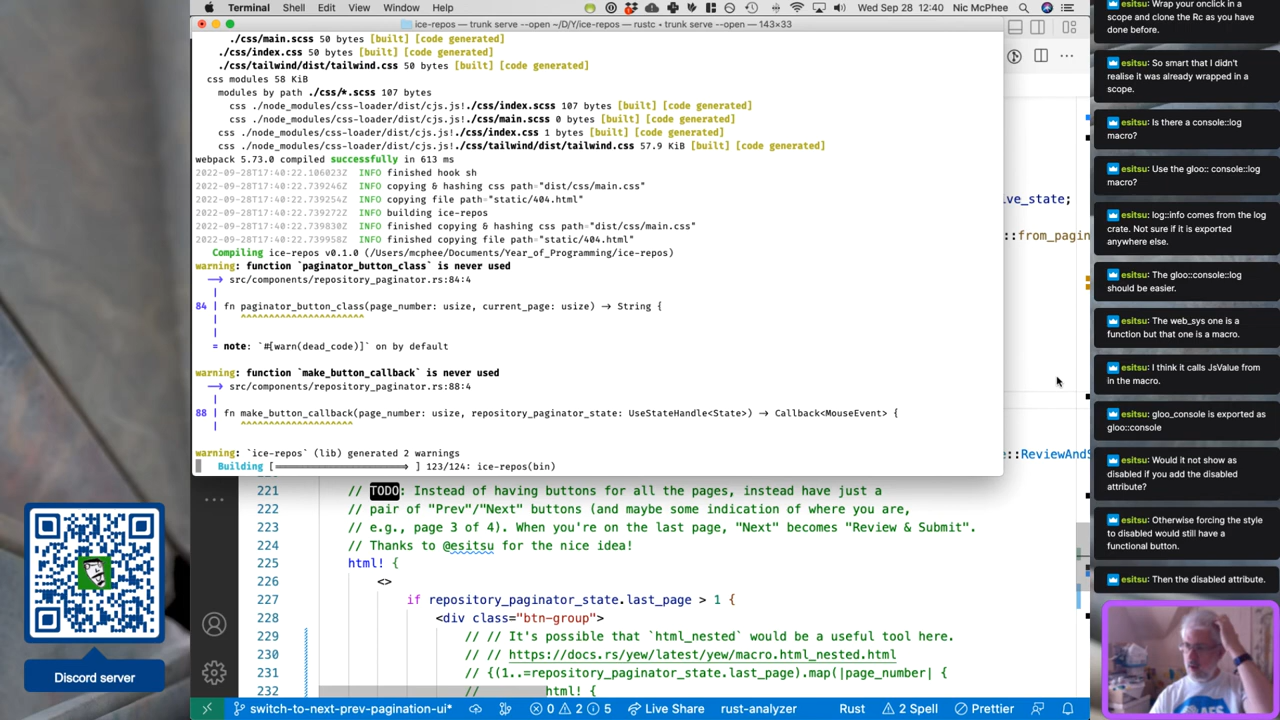 Terminal Shell Edit View Window Help
Wed Sep 28 12:40 Nic McPhee
ice-repos — trunk serve --open ~/D/Y/ice-repos — rustc ◂ trunk serve --open — 143×33
./css/main.scss 50 bytes [built] [code generated]
./css/index.css 50 bytes [built] [code generated]
./css/tailwind/dist/tailwind.css 50 bytes [built] [code generated]
css modules 58 KiB
modules by path ./css/*.scss 107 bytes
css ./node_modules/css-loader/dist/cjs.js!./css/index.scss 107 bytes [built] [code generated]
css ./node_modules/css-loader/dist/cjs.js!./css/main.scss 0 bytes [built] [code generated]
css ./node_modules/css-loader/dist/cjs.js!./css/index.css 1 bytes [built] [code generated]
css ./node_modules/css-loader/dist/cjs.js!./css/tailwind/dist/tailwind.css 57.9 KiB [built] [code generated]
webpack 5.73.0 compiled successfully in 613 ms
2022-09-28T17:40:22.106023Z INFO finished hook sh
2022-09-28T17:40:22.739246Z INFO copying & hashing css path="dist/css/main.css"
2022-09-28T17:40:22.739254Z INFO copying file path="static/404.html"
2022-09-28T17:40:22.739272Z INFO building ice-repos
2022-09-28T17:40:22.739830Z INFO finished copying & hashing css path="dist/css/main.css"
2022-09-28T17:40:22.739958Z INFO finished copying file path="static/404.html"
Compiling ice-repos v0.1.0 (/Users/mcphee/Documents/Year_of_Programming/ice-repos)
warning: function `paginator_button_class` is never used
--> src/components/repository_paginator.rs:84:4
|
84 | fn paginator_button_class(page_number: usize, current_page: usize) -> String {
| ^^^^^^^^^^^^^^^^^^^^^^
|
= note: `#[warn(dead_code)]` on by default
warning: function `make_button_callback` is never used
--> src/components/repository_paginator.rs:88:4
|
88 | fn make_button_callback(page_number: usize, repository_paginator_state: UseStateHandle<State>) -> Callback<MouseEvent> {
| ^^^^^^^^^^^^^^^^^^^^
warning: `ice-repos` (lib) generated 2 warnings
Building [=======================> ] 123/124: ice-repos(bin)
ive_state;
::from_pagin
::ReviewAndS
221 // TODO: Instead of having buttons for all the pages, instead have just a
222 // pair of "Prev"/"Next" buttons (and maybe some indication of where you are,
223 // e.g., page 3 of 4). When you're on the last page, "Next" becomes "Review & Submit".
224 // Thanks to @esitsu for the nice idea!
225 html! {
226 <>
227 if repository_paginator_state.last_page > 1 {
228 <div class="btn-group">
229 // // It's possible that `html_nested` would be a useful tool here.
230 // // https://docs.rs/yew/latest/yew/macro.html_nested.html
231 // {(1..=repository_paginator_state.last_page).map(|page_number| {
232 // html! {
switch-to-next-prev-pagination-ui* 0 2 5 Live Share rust-analyzer Rust 2 Spell Prettier
Discord server
esitsu: Wrap your onclick in a
scope and clone the Rc as you have
done before.
esitsu: So smart that I didn't
realise it was already wrapped in a
scope.
esitsu: Is there a console::log
macro?
esitsu: Use the gloo:: console::log
macro?
esitsu: log::info comes from the log
crate. Not sure if it is exported
anywhere else.
esitsu: The gloo::console::log
should be easier.
esitsu: The web_sys one is a
function but that one is a macro.
esitsu: I think it calls JsValue from
in the macro.
esitsu: gloo_console is exported as
gloo::console
esitsu: Would it not show as
disabled if you add the disabled
attribute?
esitsu: Otherwise forcing the style
to disabled would still have a
functional button.
esitsu: Then the disabled attribute.